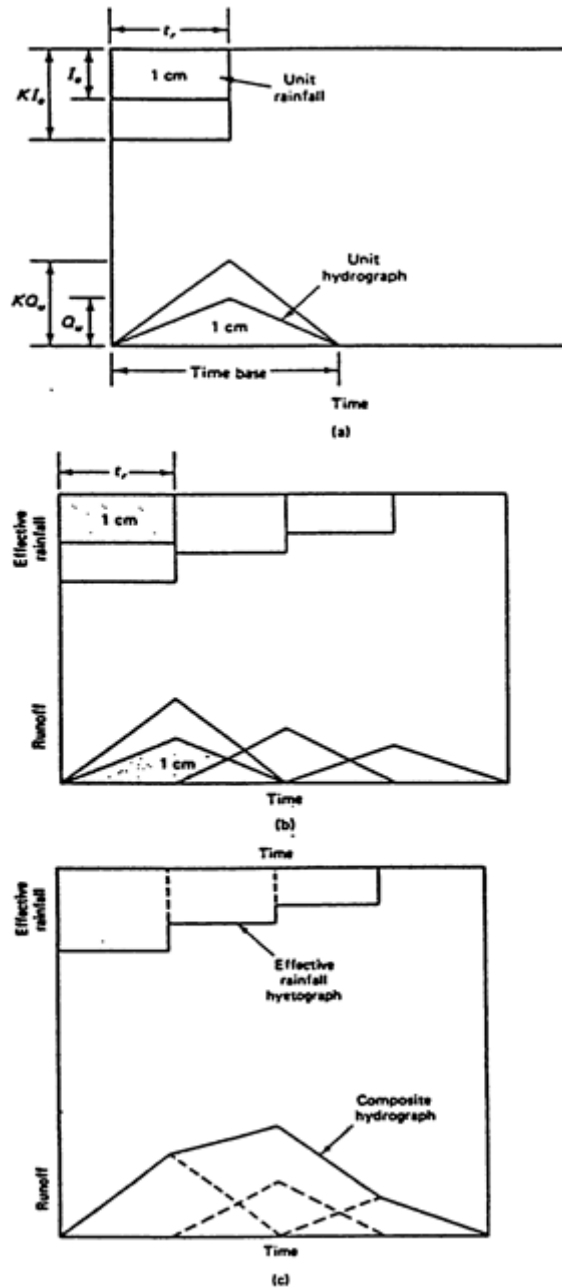 t_r
I_e
KI_e
1 cm
Unit
rainfall
KQ_u
Q_u
Unit
hydrograph
1 cm
Time base
Time
(a)
t_r
Effective
rainfall
1 cm
Runoff
1 cm
Time
(b)
Time
Effective
rainfall
Effective
rainfall
hyetograph
Composite
hydrograph
Runoff
Time
(c)